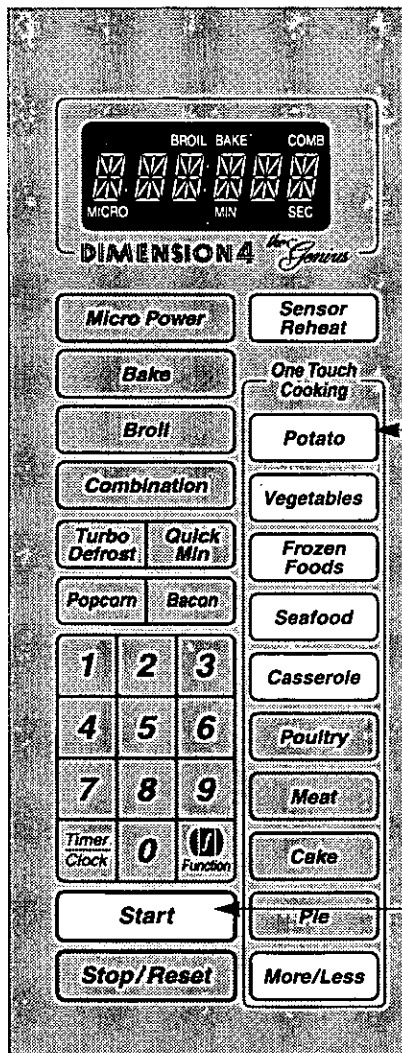 BROIL BAKE COMB
MICRO MIN SEC
DIMENSION 4 the Genius
Micro Power
Sensor
Reheat
Bake
Broil
Combination
Turbo
Defrost
Quick
Min
Popcorn
Bacon
1 2 3
4 5 6
7 8 9
Timer
Clock
0
Function
Start
Stop/Reset
One Touch
Cooking
Potato
Vegetables
Frozen
Foods
Seafood
Casserole
Poultry
Meat
Cake
Pie
More/Less